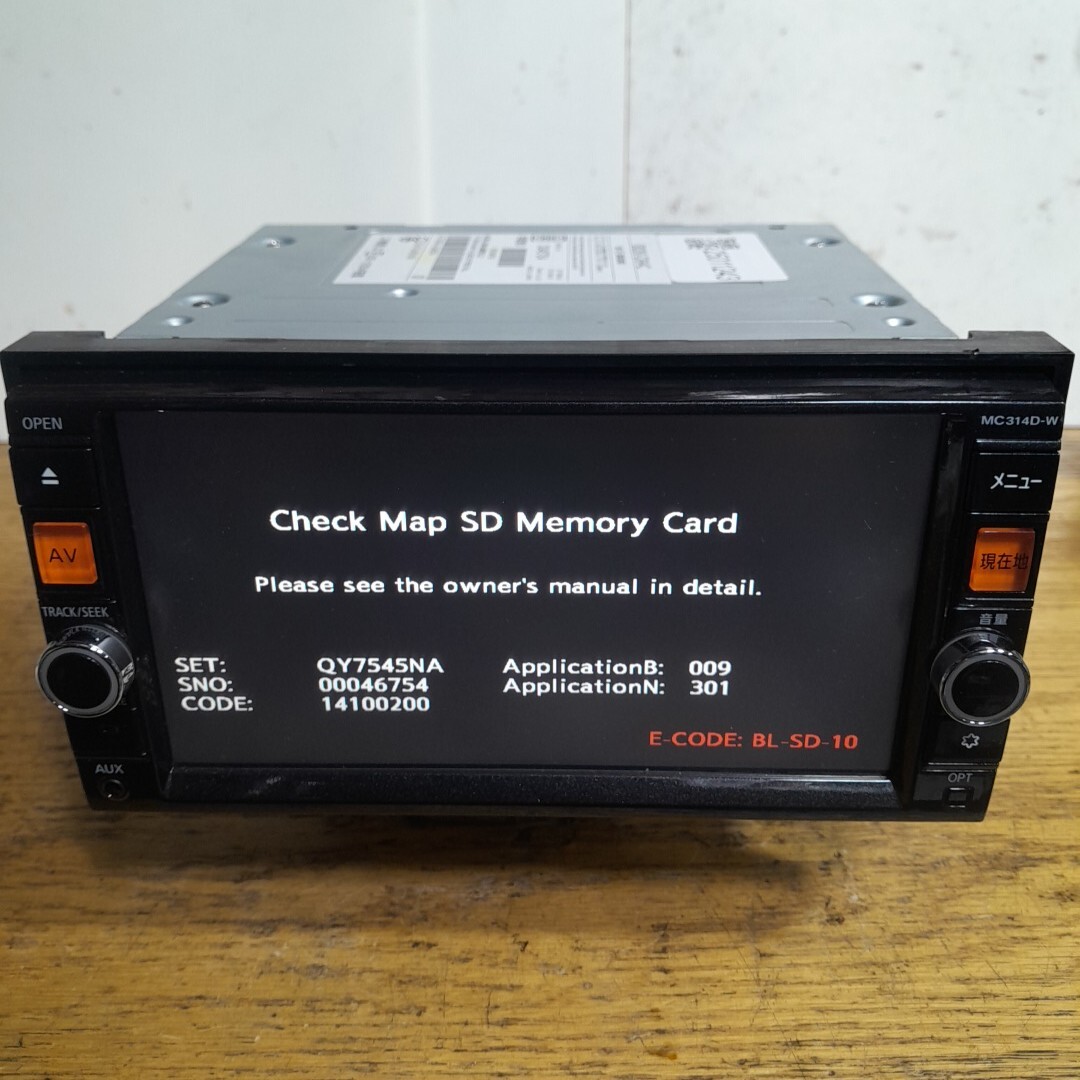 OPEN
MC314D-W
メニュー
AV
現在地
TRACK/SEEK
音量
AUX
OPT
Check Map SD Memory Card
Please see the owner's manual in detail.
SET: QY7545NA ApplicationB: 009
SNO: 00046754 ApplicationN: 301
CODE: 14100200
E-CODE: BL-SD-10